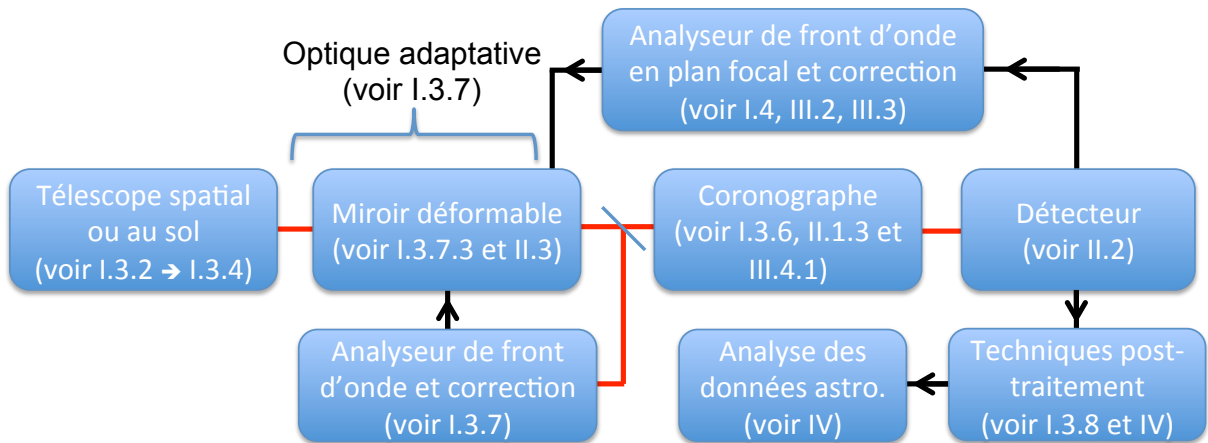 Optique adaptative
(voir I.3.7)
Analyseur de front d’onde
en plan focal et correction
(voir I.4, III.2, III.3)
Télescope spatial
ou au sol
(voir I.3.2 ➔ I.3.4)
Miroir déformable
(voir I.3.7.3 et II.3)
Coronographe
(voir I.3.6, II.1.3 et
III.4.1)
Détecteur
(voir II.2)
Analyseur de front
d’onde et correction
(voir I.3.7)
Analyse des
données astro.
(voir IV)
Techniques post-
traitement
(voir I.3.8 et IV)